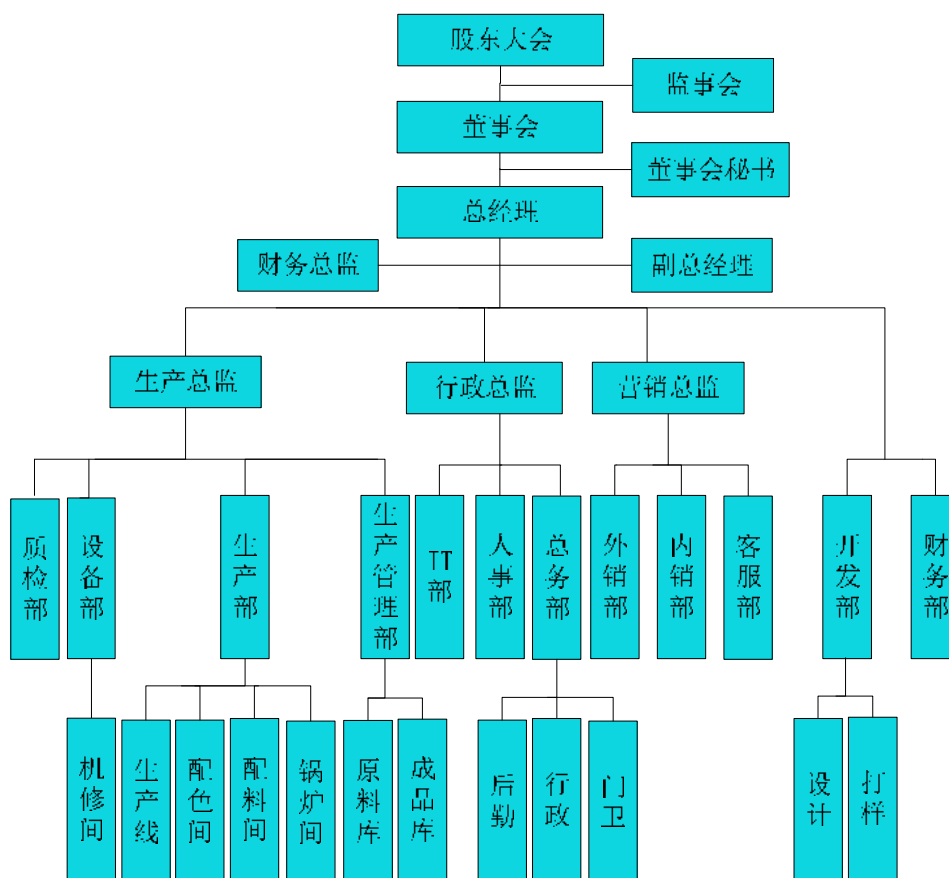 股东大会
监事会
董事会
董事会秘书
总经理
财务总监
副总经理
生产总监
行政总监
营销总监
质检部
设备部
生产部
生产管理部
IT部
人事部
总务部
外销部
内销部
客服部
开发部
财务部
机修间
生产线
配色间
配料间
锅炉间
原料库
成品库
后勤
行政
门卫
设计
打样